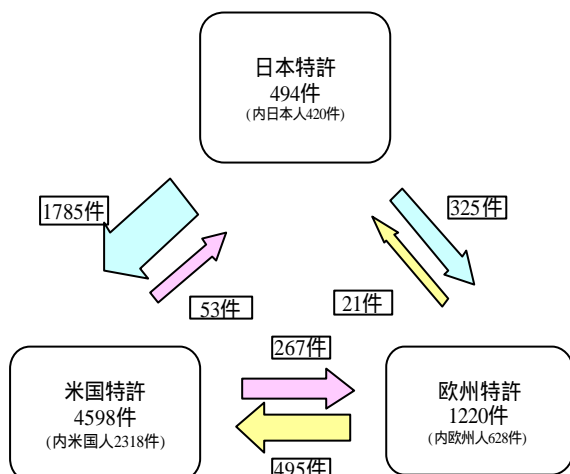 日本特許
494件
(内日本人420件)
1785件
325件
53件
21件
267件
米国特許
4598件
(内米国人2318件)
欧州特許
1220件
(内欧州人628件)
495件